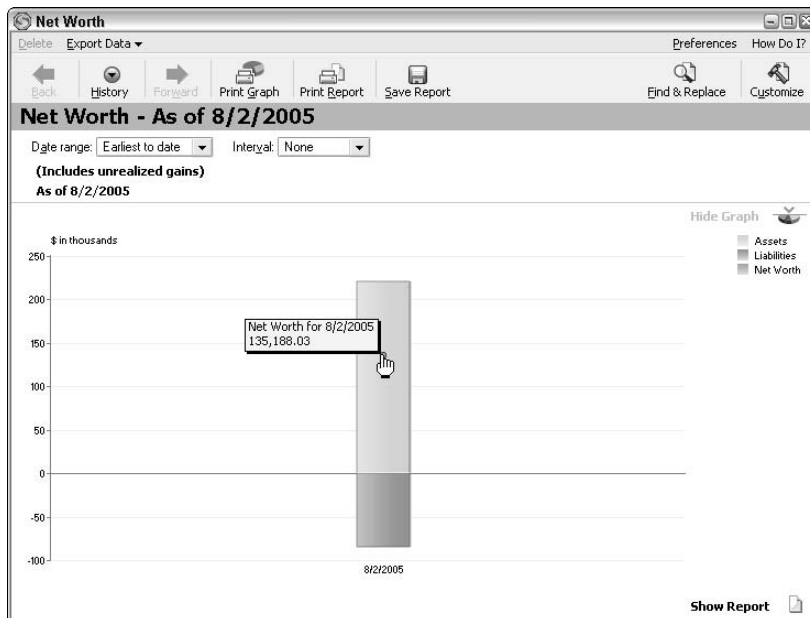 Net Worth
Delete Export Data Preferences How Do I?
Back History Forward Print Graph Print Report Save Report Find & Replace Customize
Net Worth - As of 8/2/2005
Date range: Earliest to date Interval: None
(Includes unrealized gains)
As of 8/2/2005
Hide Graph
$ in thousands
Assets
Liabilities
Net Worth
250
200
Net Worth for 8/2/2005
135,188.03
150
100
50
0
-50
-100
8/2/2005
Show Report